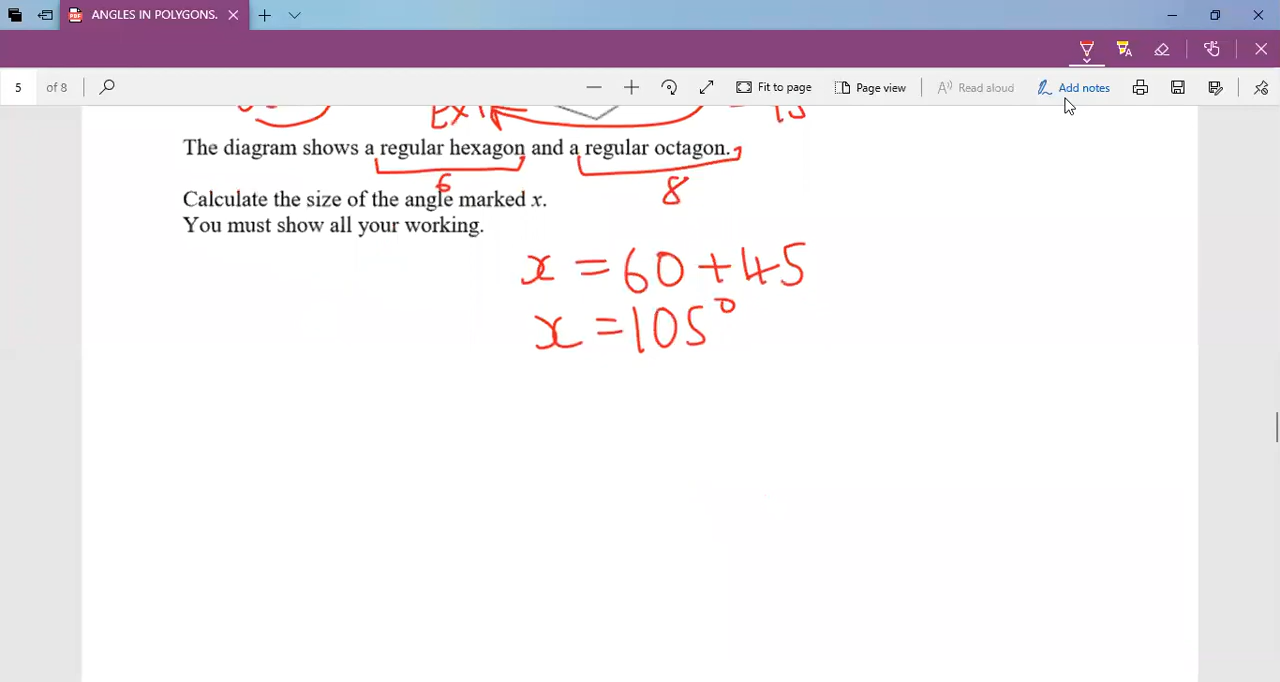 ANGLES IN POLYGONS.
5 of 8 Fit to page Page view Read aloud Add notes
Ext
The diagram shows a regular hexagon and a regular octagon.
6
8
Calculate the size of the angle marked x.
You must show all your working.
x = 60 + 45
x = 105°